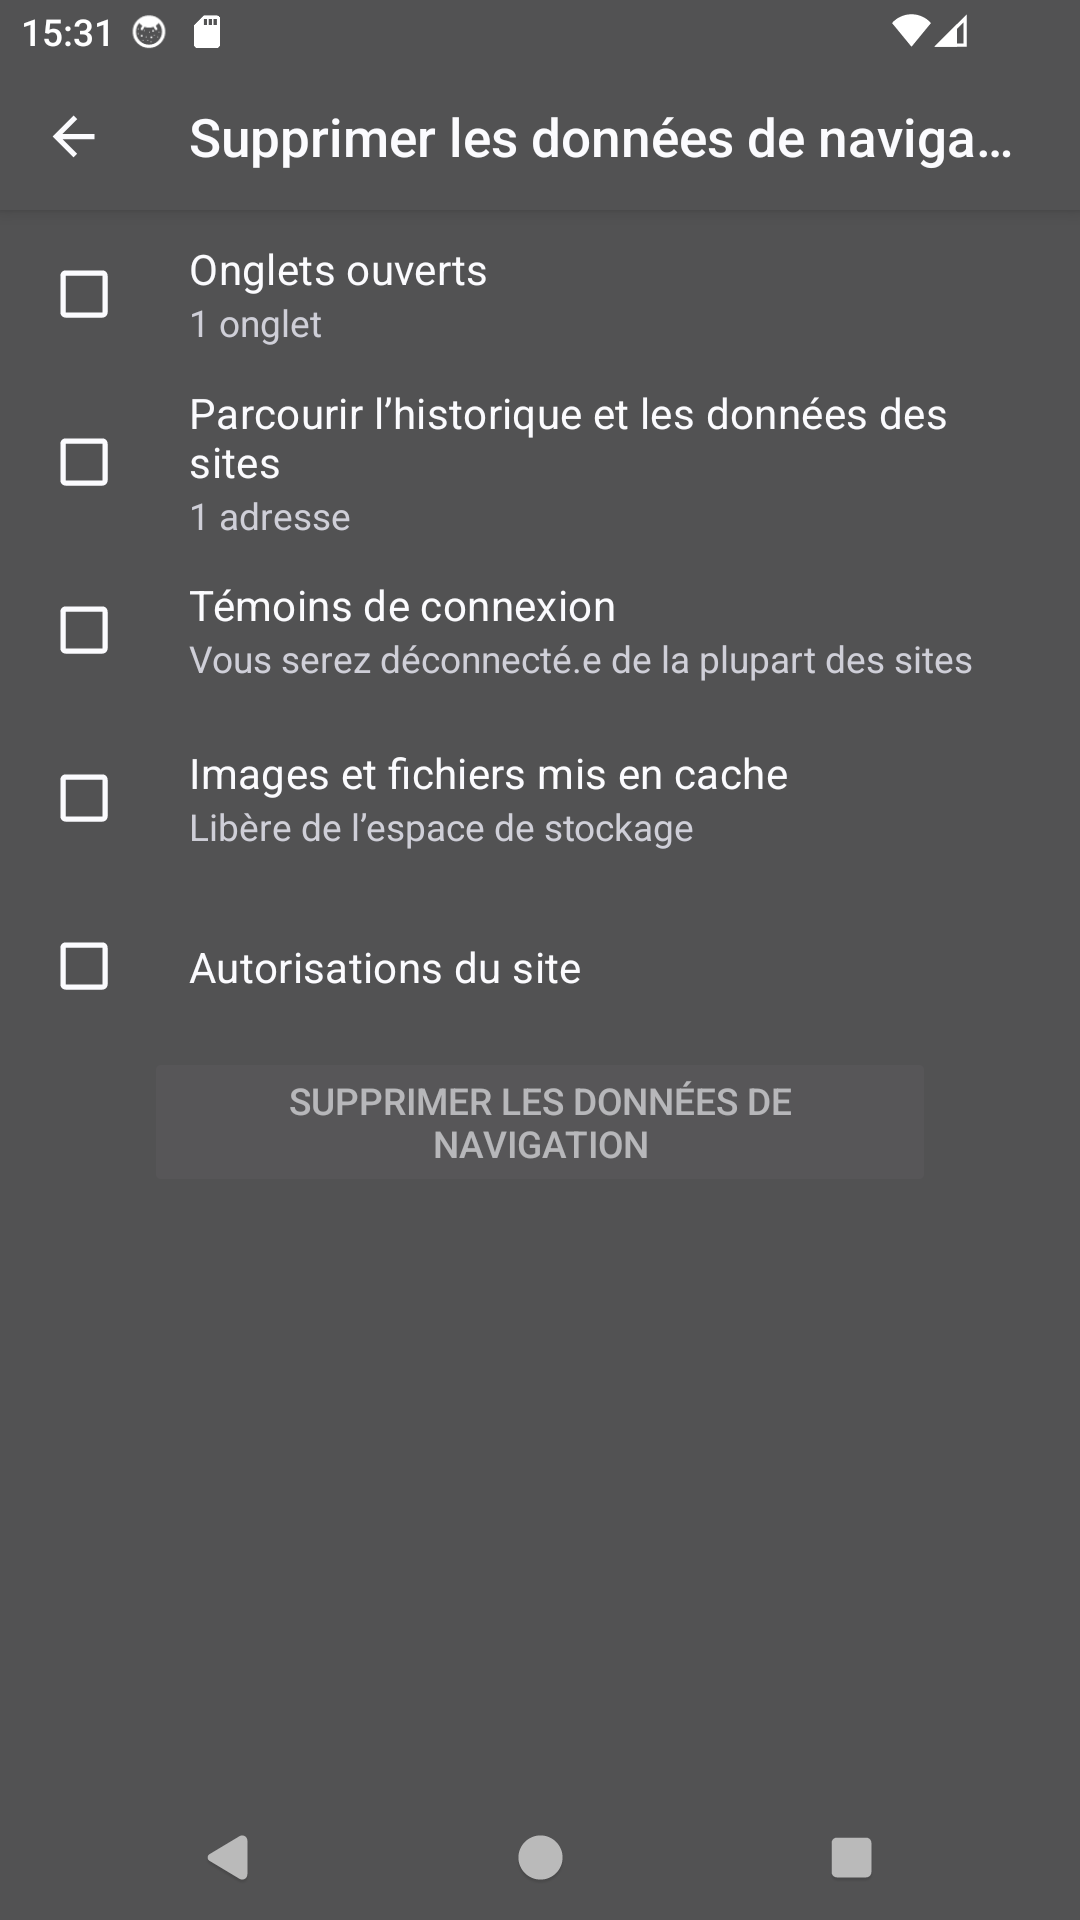 15:31
Supprimer les données de naviga…
Onglets ouverts
1 onglet
Parcourir l’historique et les données des
sites
1 adresse
Témoins de connexion
Vous serez déconnecté.e de la plupart des sites
Images et fichiers mis en cache
Libère de l’espace de stockage
Autorisations du site
SUPPRIMER LES DONNÉES DE
NAVIGATION